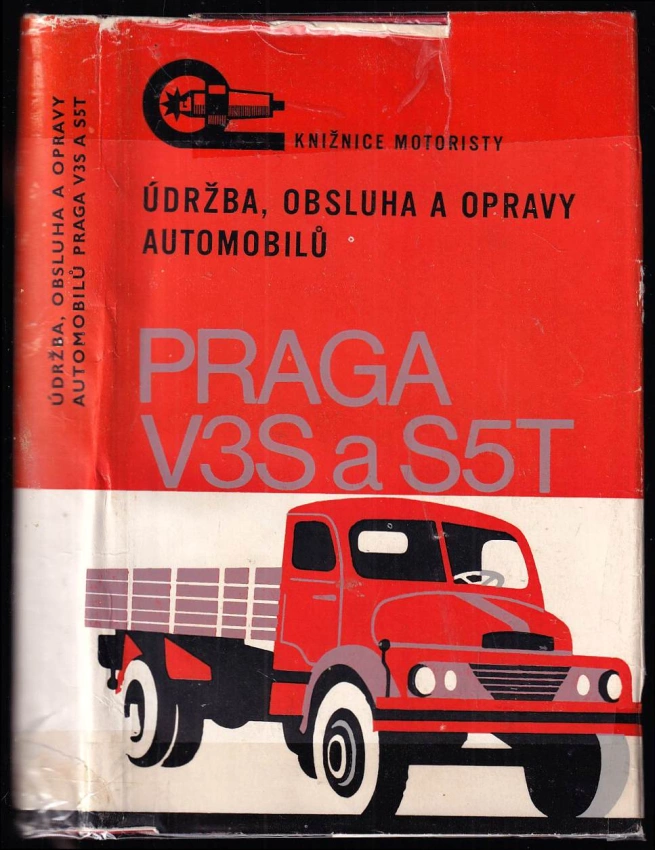 ÚDRŽBA, OBSLUHA A OPRAVY
AUTOMOBILŮ PRAGA V3S A S5T
KNIŽNICE MOTORISTY
ÚDRŽBA, OBSLUHA A OPRAVY
AUTOMOBILŮ
PRAGA
V3S a S5T